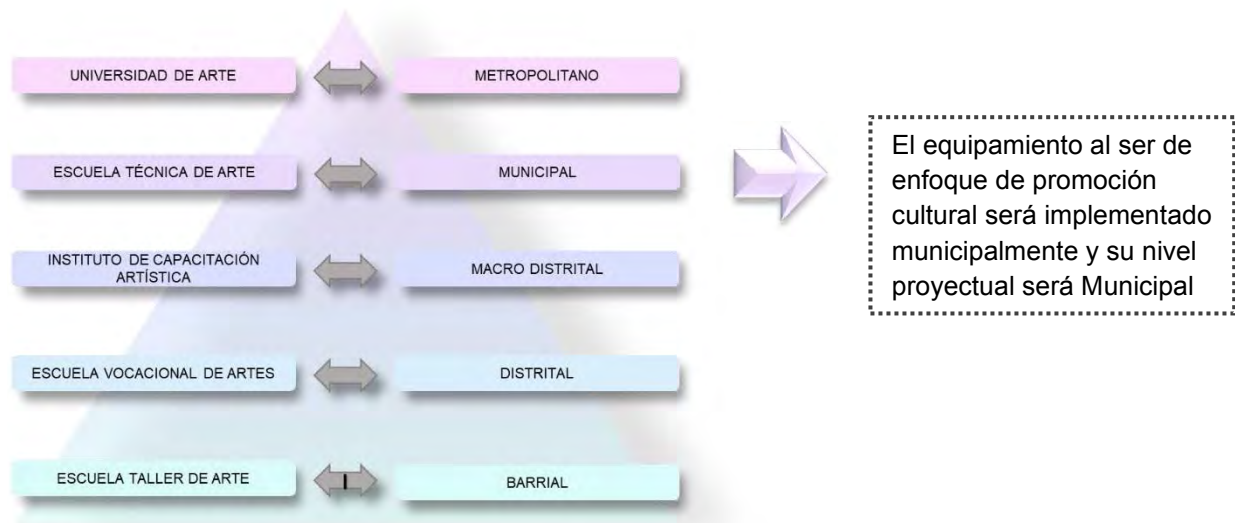 UNIVERSIDAD DE ARTE
METROPOLITANO
ESCUELA TÉCNICA DE ARTE
MUNICIPAL
INSTITUTO DE CAPACITACIÓN
ARTÍSTICA
MACRO DISTRITAL
ESCUELA VOCACIONAL DE ARTES
DISTRITAL
ESCUELA TALLER DE ARTE
I
BARRIAL
El equipamiento al ser de
enfoque de promoción
cultural será implementado
municipalmente y su nivel
proyectual será Municipal